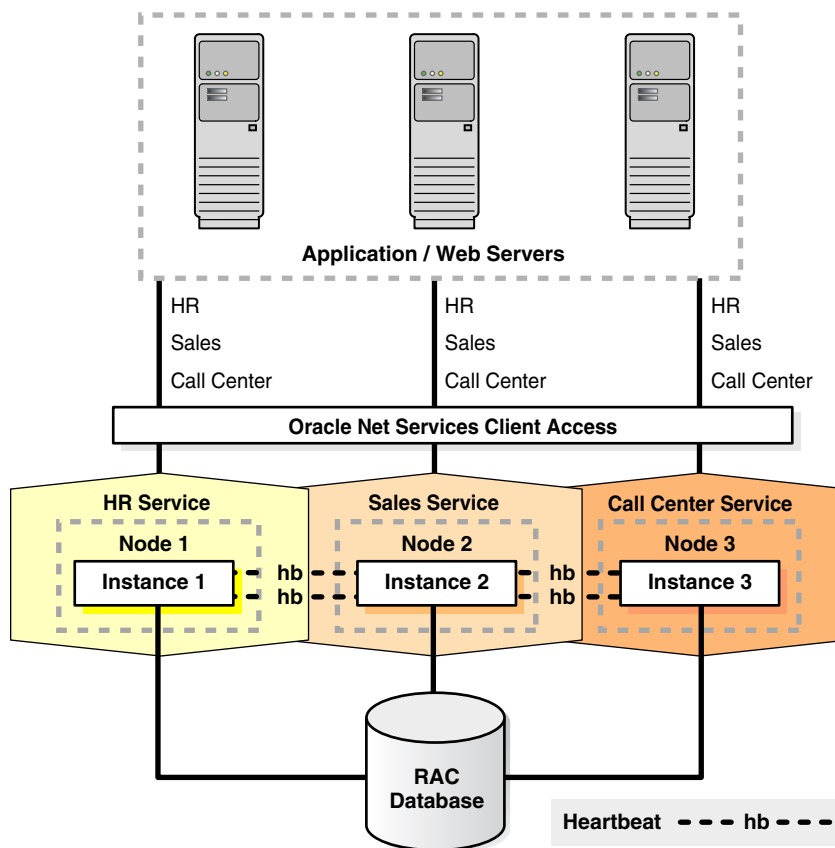 Application / Web Servers
HR
Sales
Call Center
HR
Sales
Call Center
HR
Sales
Call Center
Oracle Net Services Client Access
HR Service
Node 1
Instance 1
hb
hb
Sales Service
Node 2
Instance 2
hb
hb
Call Center Service
Node 3
Instance 3
RAC
Database
Heartbeat hb